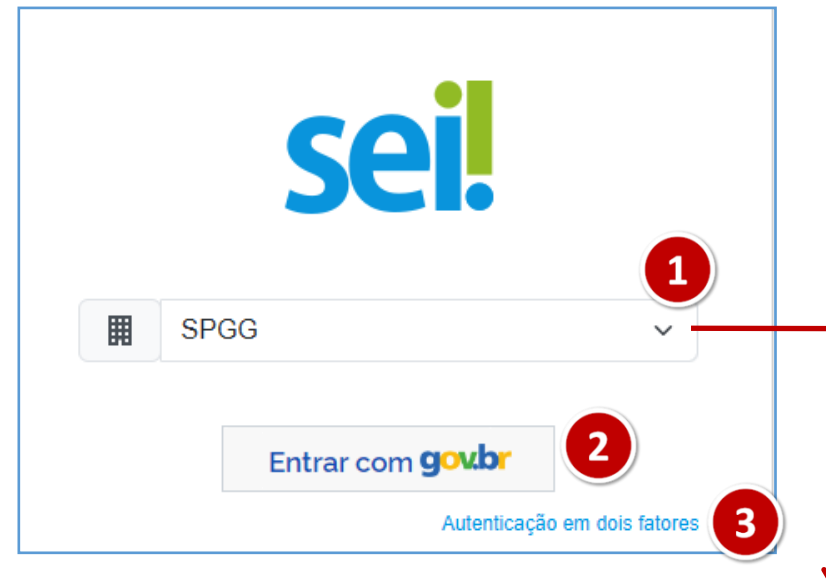 sei!
1
SPGG
Entrar com gov.br
2
Autenticação em dois fatores
3